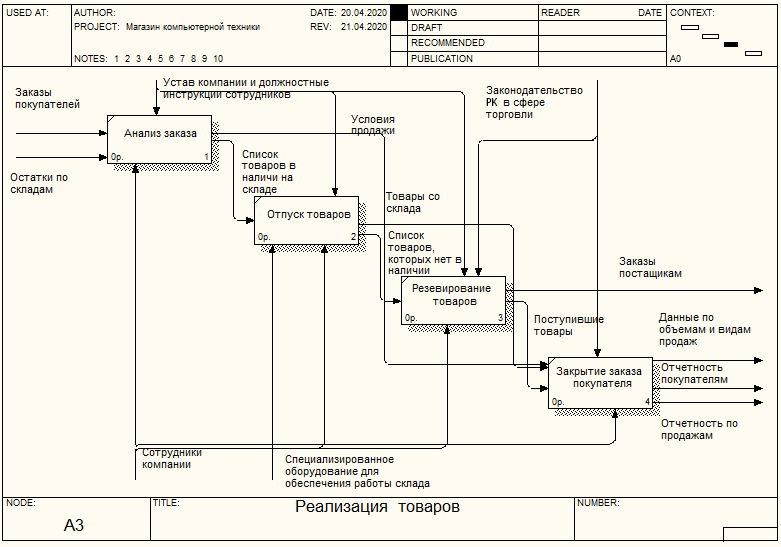 USED AT:
AUTHOR:
DATE: 20.04.2020
PROJECT: Магазин компьютерной техники
REV: 21.04.2020
NOTES: 1 2 3 4 5 6 7 8 9 10
WORKING
DRAFT
RECOMMENDED
PUBLICATION
READER
DATE
CONTEXT:
A0
Заказы
покупателей
Остатки по
складам
Устав компании и должностные
инструкции сотрудников
Законодательство
РК в сфере
торговли
Анализ заказа
0р.
1
Условия
продажи
Список
товаров в
наличи на
складе
Отпуск товаров
0р.
2
Товары со
склада
Список
товаров,
которых нет в
наличии
Резевирование
товаров
0р.
3
Заказы
постащикам
Поступившие
товары
Данные по
объемам и видам
продаж
Закрытие заказа
покупателя
0р.
4
Отчетность
покупателям
Отчетность по
продажам
Сотрудники
компании
Специализированное
оборудование для
обеспечения работы склада
NODE:
A3
TITLE:
Реализация товаров
NUMBER: